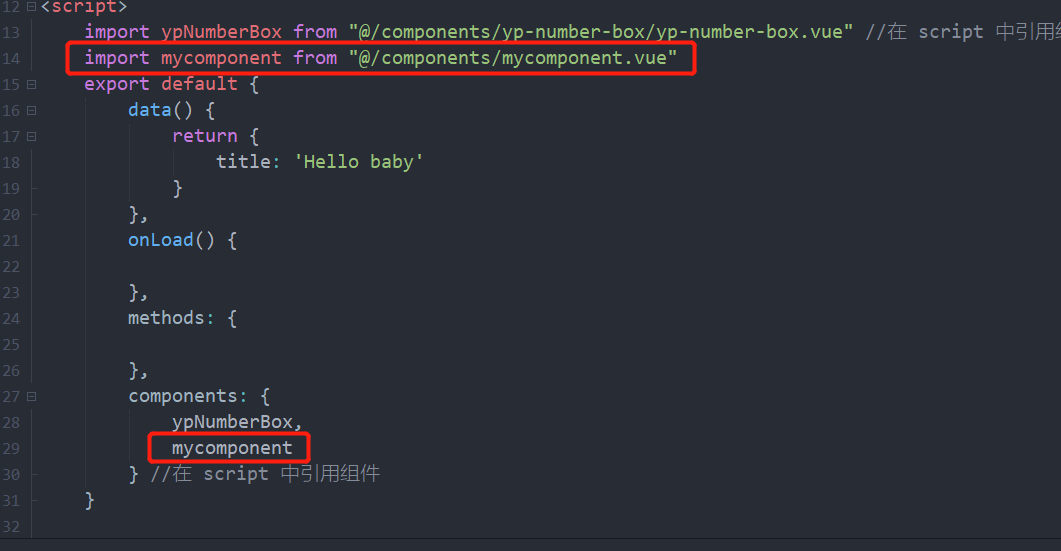 12 <script>
13 import ypNumberBox from "@/components/yp-number-box/yp-number-box.vue" //在 script 中引用
14 import mycomponent from "@/components/mycomponent.vue"
15 export default {
16 data() {
17 return {
18 title: 'Hello baby'
19 }
20 },
21 onLoad() {
22
23 },
24 methods: {
25
26 },
27 components: {
28 ypNumberBox,
29 mycomponent
30 } //在 script 中引用组件
31 }
32